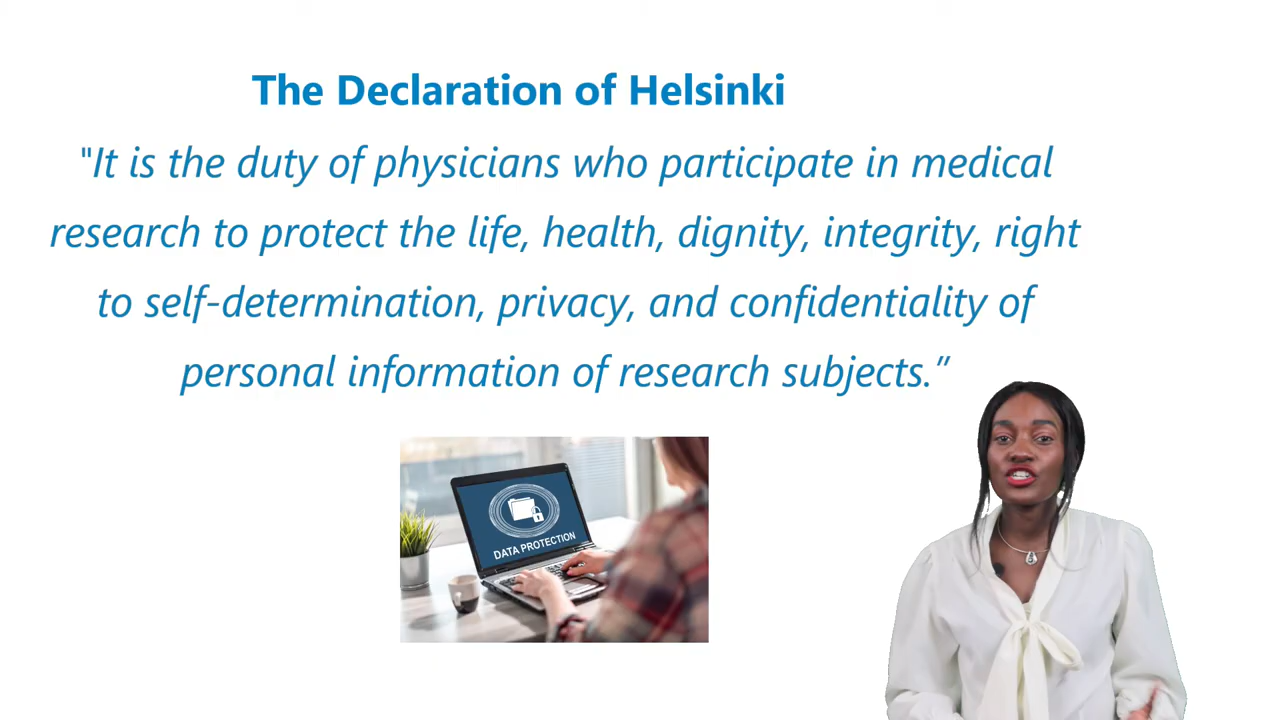 The Declaration of Helsinki
"It is the duty of physicians who participate in medical
research to protect the life, health, dignity, integrity, right
to self-determination, privacy, and confidentiality of
personal information of research subjects.”
DATA PROTECTION